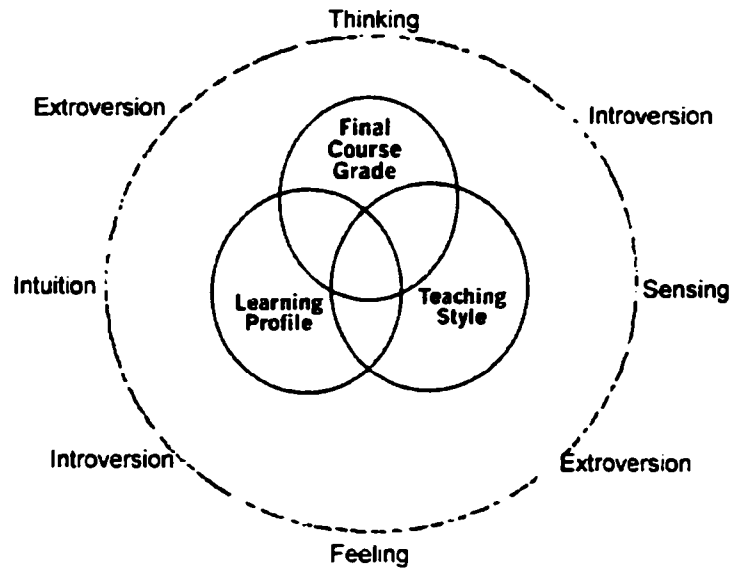 Thinking
Extroversion
Introversion
Final
Course
Grade
Intuition
Sensing
Learning
Profile
Teaching
Style
Introversion
Extroversion
Feeling